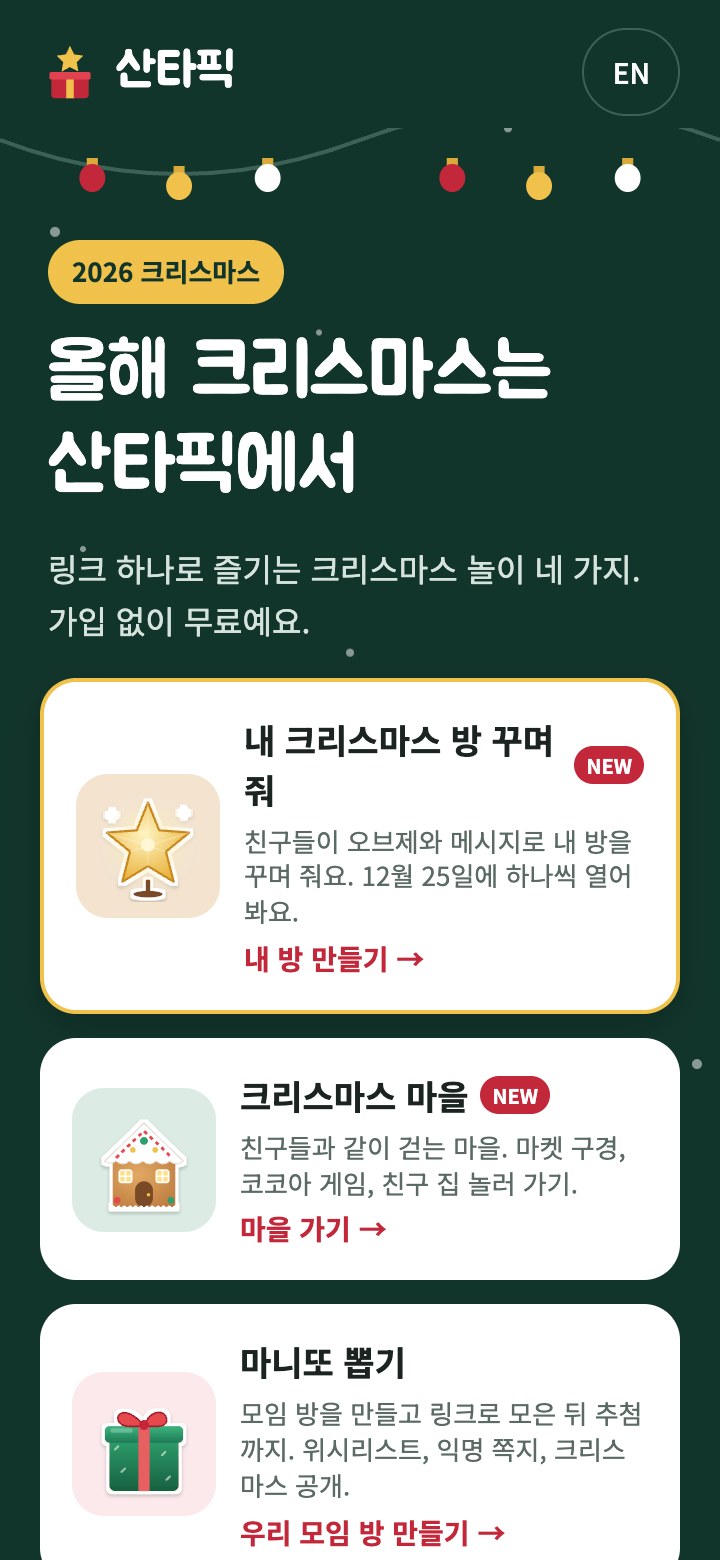 산타픽
EN
2026 크리스마스
올해 크리스마스는
산타픽에서
링크 하나로 즐기는 크리스마스 놀이 네 가지.
가입 없이 무료예요.
내 크리스마스 방 꾸며
줘
NEW
친구들이 오브제와 메시지로 내 방을
꾸며 줘요. 12월 25일에 하나씩 열어
봐요.
내 방 만들기 →
크리스마스 마을 NEW
친구들과 같이 걷는 마을. 마켓 구경,
코코아 게임, 친구 집 놀러 가기.
마을 가기 →
마니또 뽑기
모임 방을 만들고 링크로 모은 뒤 추첨
까지. 위시리스트, 익명 쪽지, 크리스
마스 공개.
우리 모임 방 만들기 →